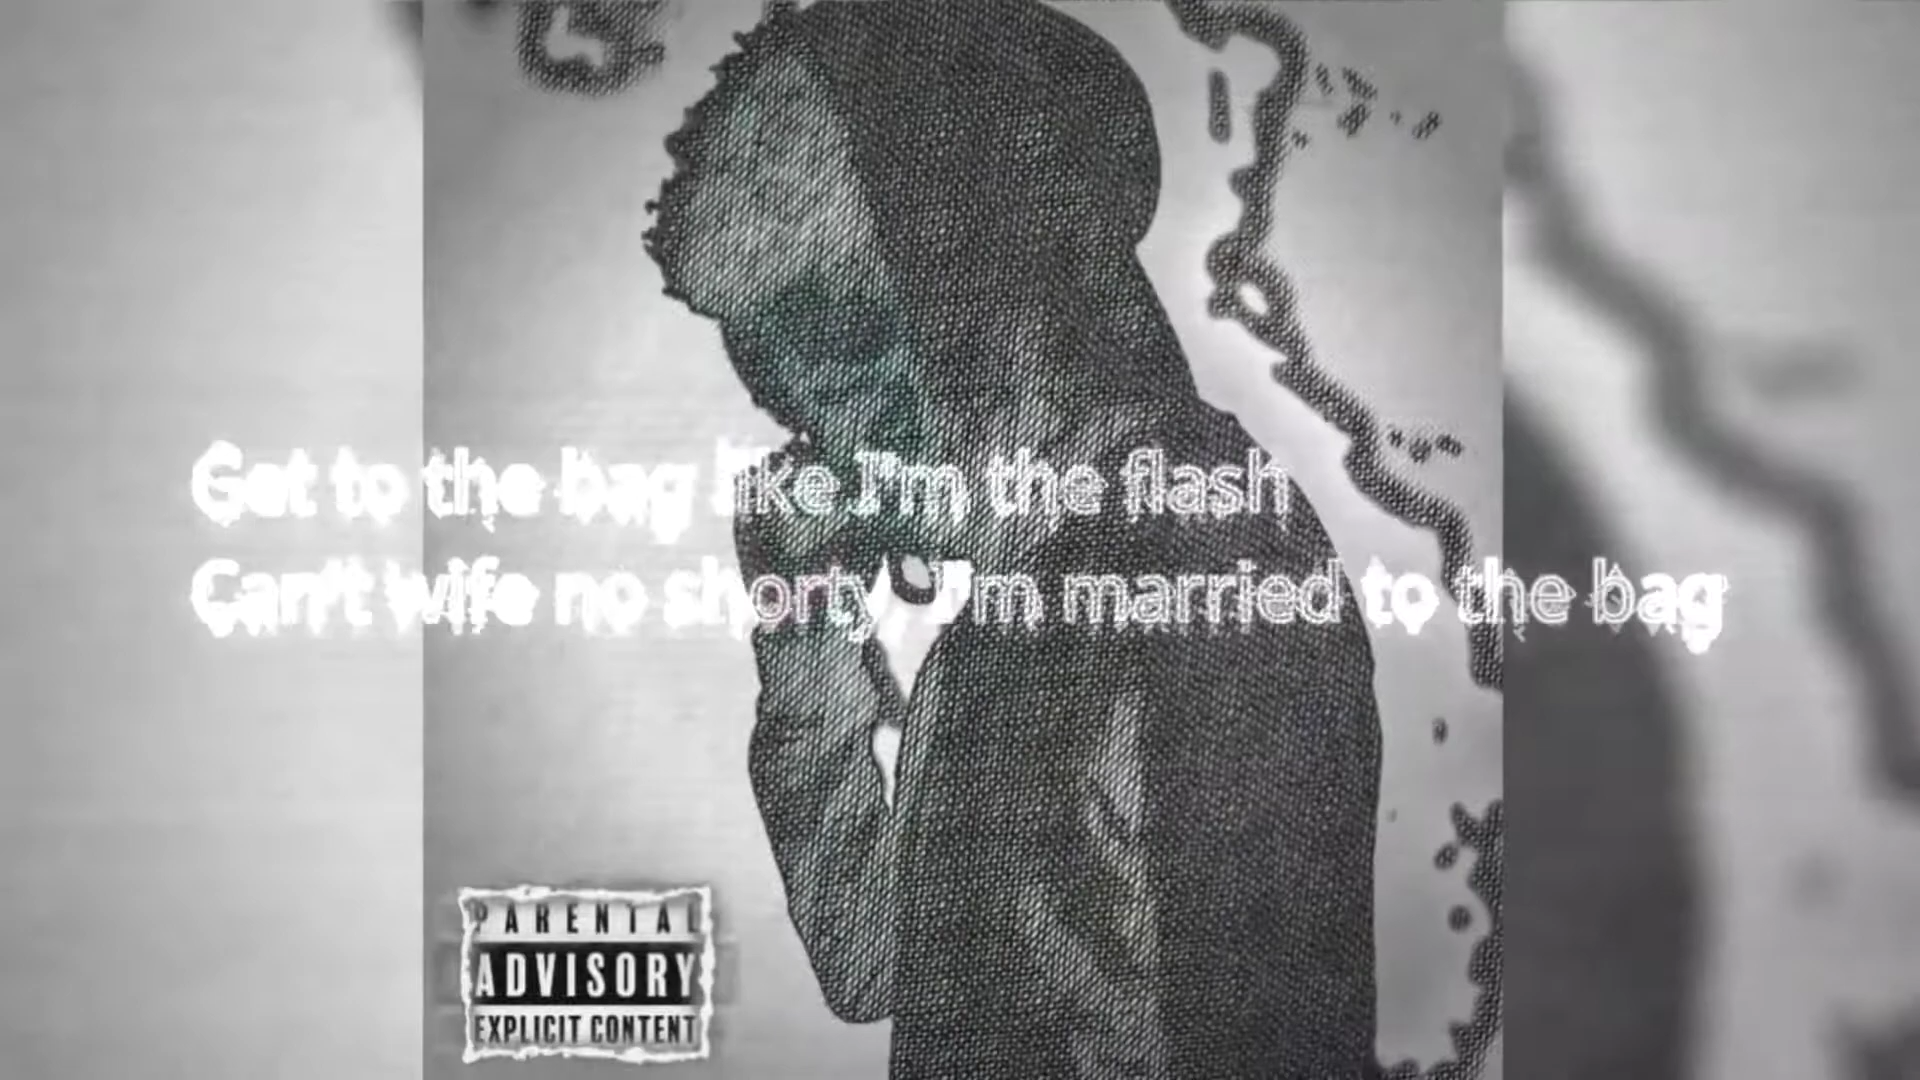 Get to the bag like I'm the flash
Can't wife no shorty I'm married to the bag
PARENTAL
ADVISORY
EXPLICIT CONTENT